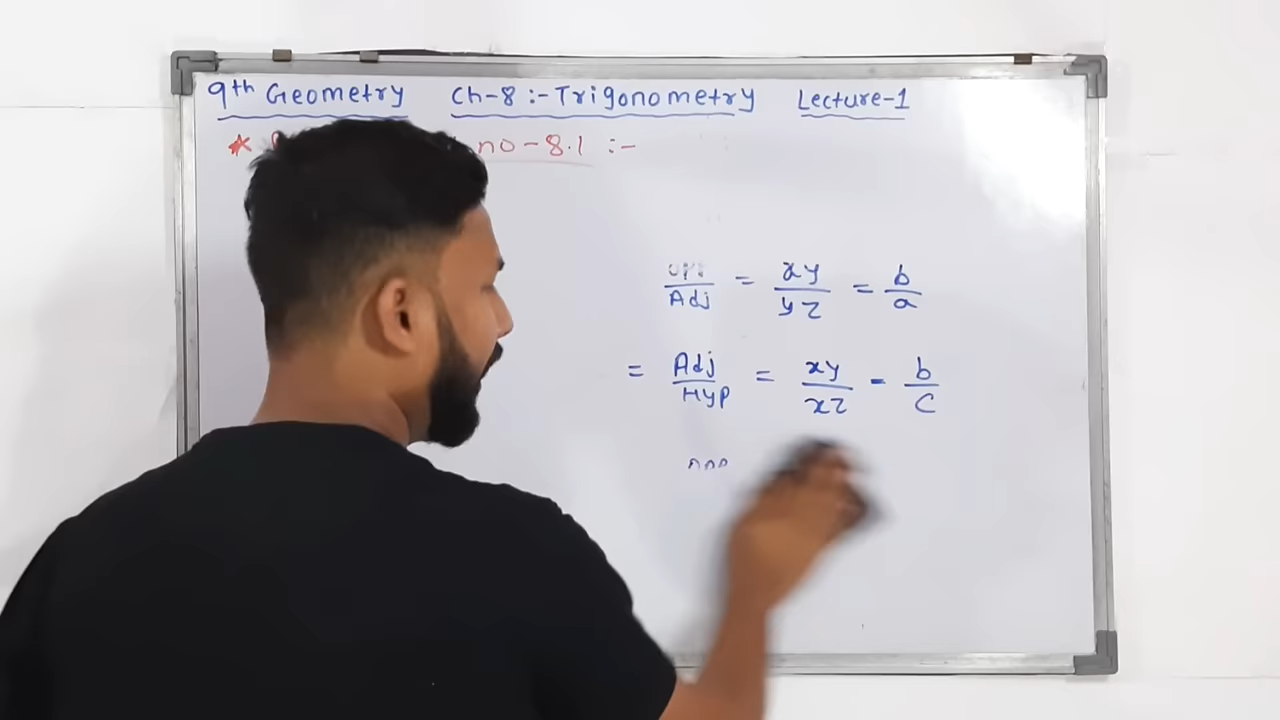 9th Geometry Ch-8 :- Trigonometry Lecture-1
* no - 8.1 :-
Adj = xy/yz = b/a
= Adj/Hyp = xy/xz = b/c